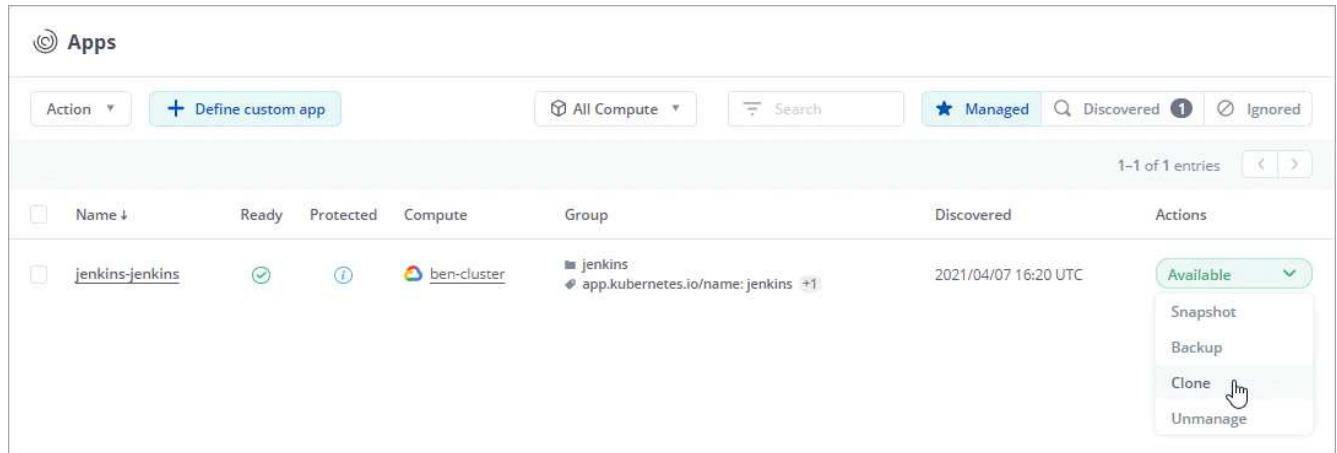 Apps
Action Define custom app All Compute Search Managed Discovered 1 Ignored
1–1 of 1 entries
Name Ready Protected Compute Group Discovered Actions
jenkins-jenkins ben-cluster jenkins 2021/04/07 16:20 UTC Available
app.kubernetes.io/name: jenkins +1
Snapshot
Backup
Clone
Unmanage